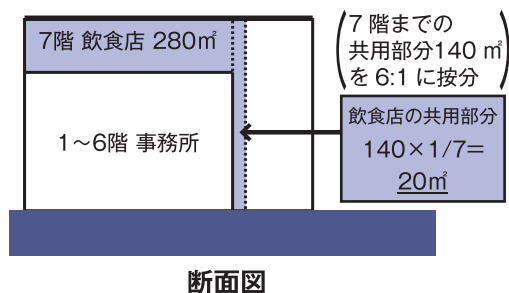 7階 飲食店 280㎡
1～6階 事務所
7階までの
共用部分140㎡
を6:1に按分
飲食店の共用部分
140×1/7=
20㎡
断面図